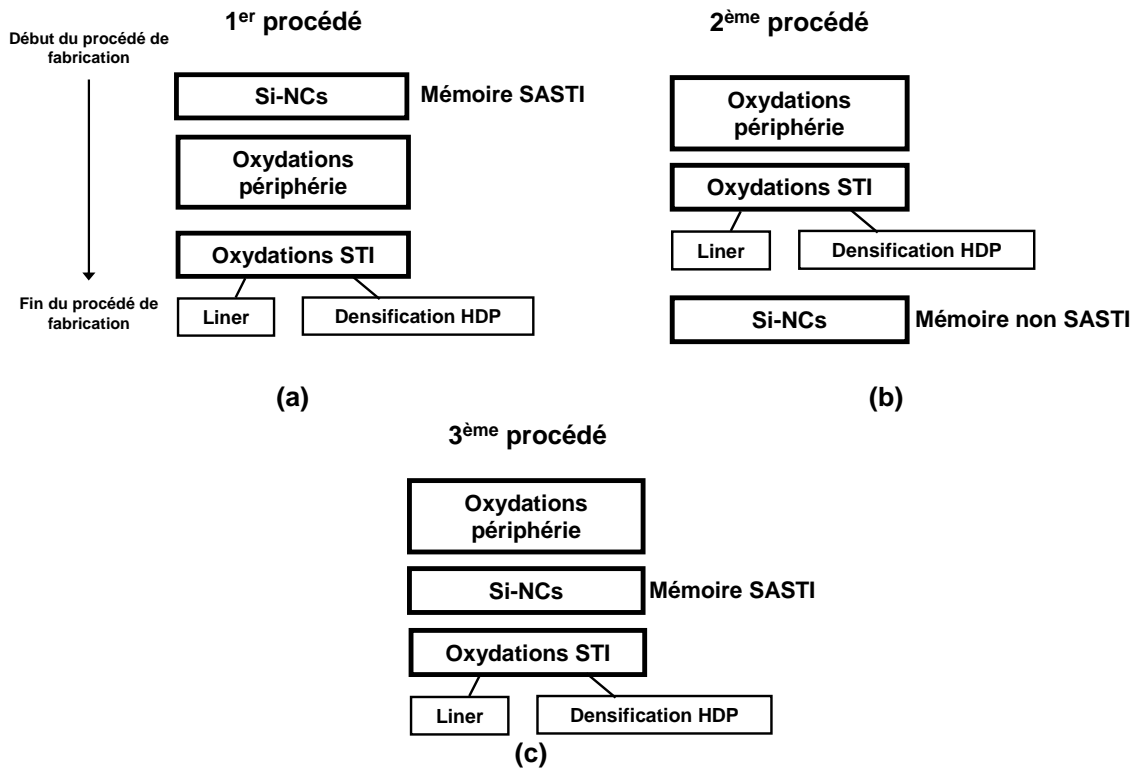 1er procédé
Début du procédé de
fabrication
Si-NCs
Mémoire SASTI
Oxydations
périphérie
Oxydations STI
Liner
Densification HDP
Fin du procédé de
fabrication
(a)
2ème procédé
Oxydations
périphérie
Oxydations STI
Liner
Densification HDP
Si-NCs
Mémoire non SASTI
(b)
3ème procédé
Oxydations
périphérie
Si-NCs
Mémoire SASTI
Oxydations STI
Liner
Densification HDP
(c)